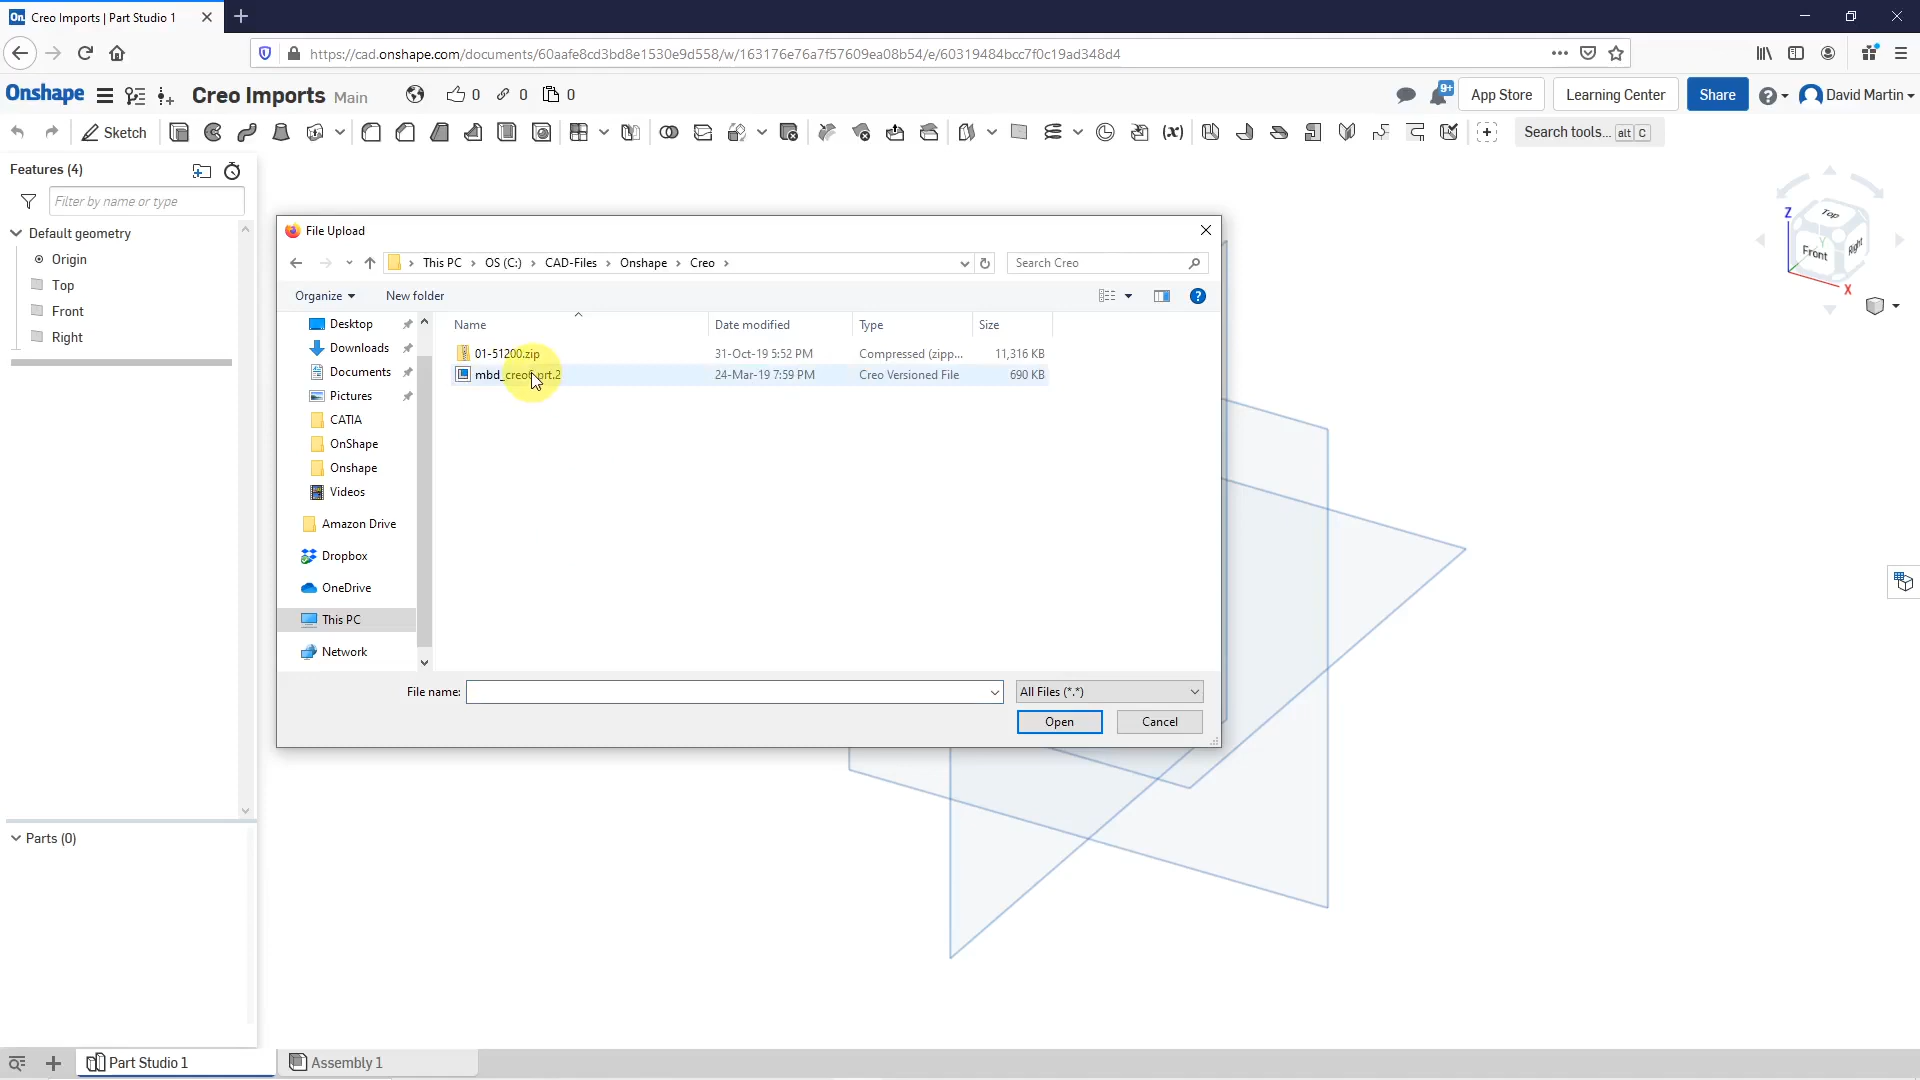 On. Creo Imports | Part Studio 1
https://cad.onshape.com/documents/60aafe8cd3bd8e1530e9d558/w/163176e76a7f57609ea08b54/e/60319484bcc7f0c19ad348d4
Onshape Creo Imports Main 0 0 0 9+ App Store Learning Center Share David Martin
Sketch (x) Search tools... alt C
Features (4)
Filter by name or type
Default geometry
Origin
Top
Front
Right
Parts (0)
File Upload
This PC > OS (C:) > CAD-Files > Onshape > Creo >
Search Creo
Organize New folder
Name Date modified Type Size
01-51200.zip 31-Oct-19 5:52 PM Compressed (zipp... 11,316 KB
24-Mar-19 7:59 PM Creo Versioned File 690 KB
Desktop
Downloads
Documents
Pictures
CATIA
OnShape
Onshape
Videos
Amazon Drive
Dropbox
OneDrive
This PC
Network
File name: All Files (*.*)
Open Cancel
Z
Top
Y
Front Right
X
Part Studio 1 Assembly 1